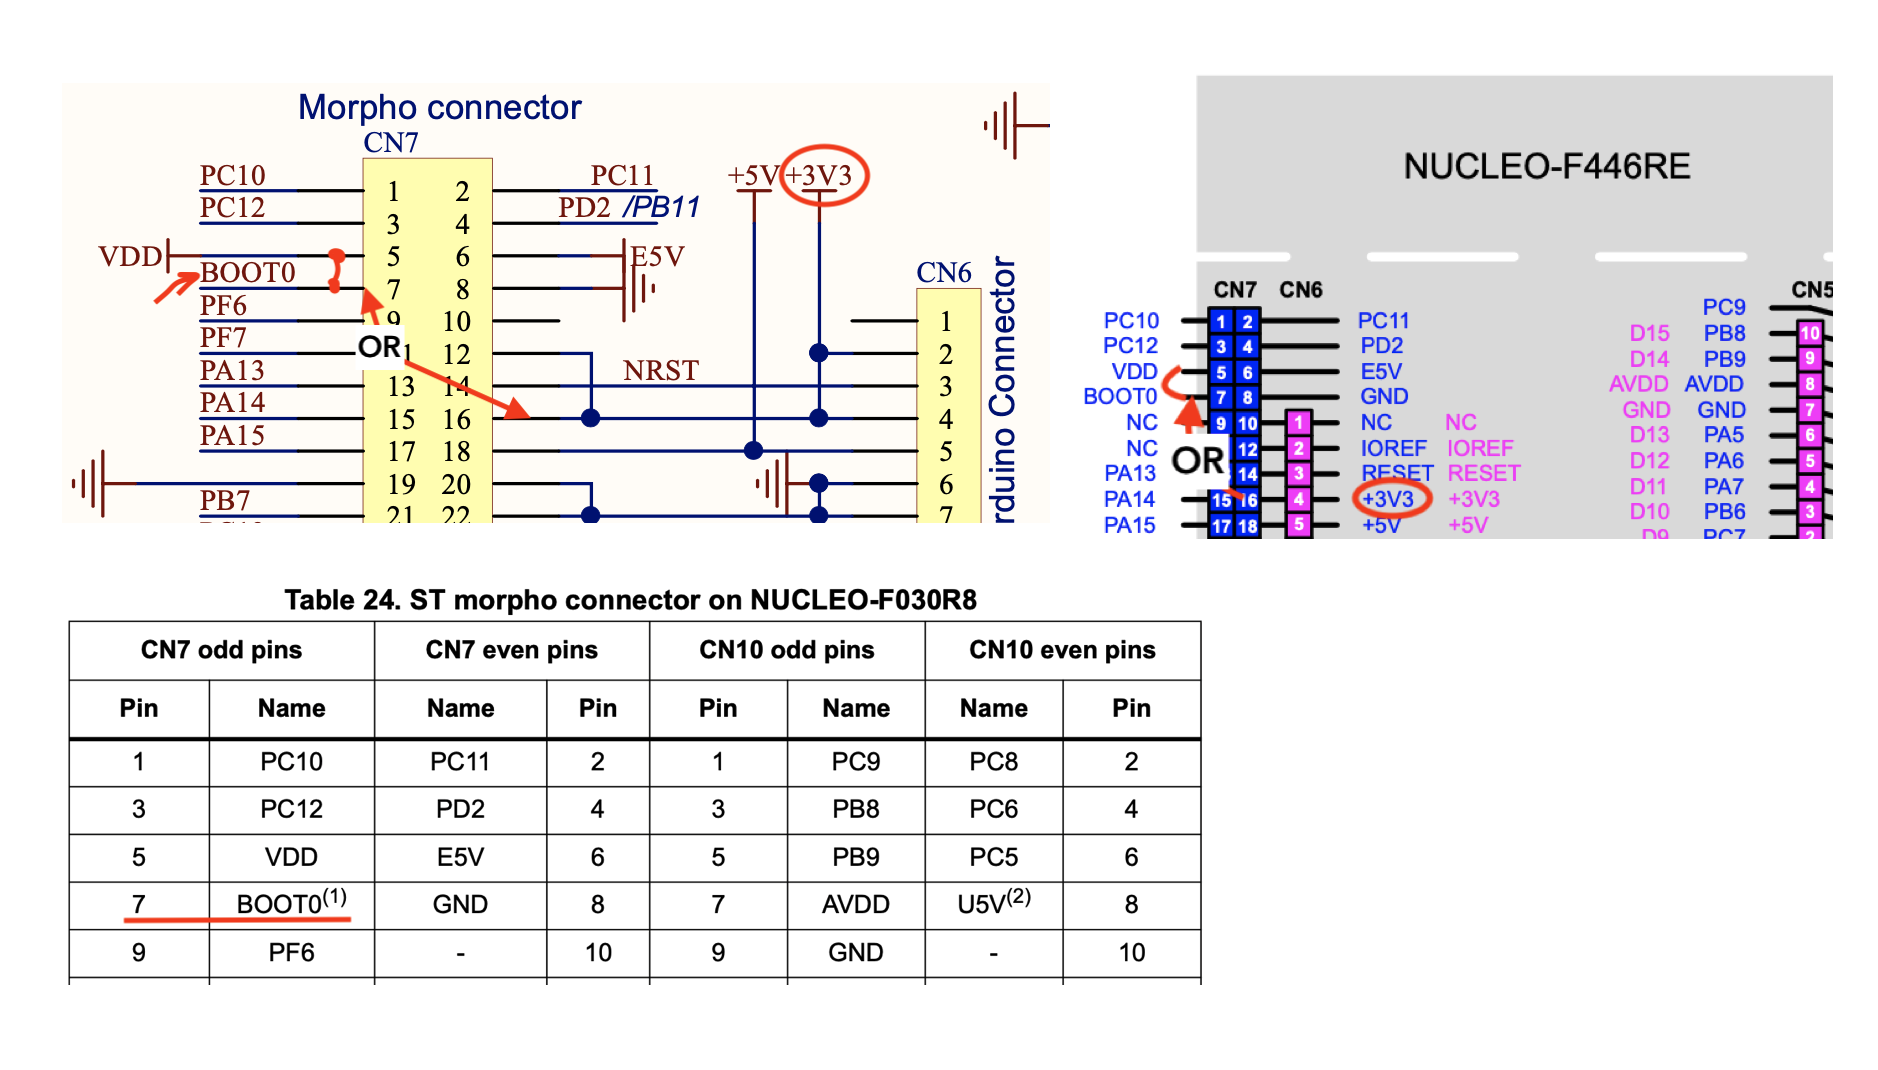 Morpho connector
CN7
PC10 1 2 PC11 +5V +3V3
PC12 3 4 PD2 /PB11
VDD 5 6 E5V
BOOT0 7 8
CN6
PF6 9 10 1
PF7 OR 1 12 2
PA13 13 14 NRST 3
PA14 15 16 4
PA15 17 18 5
19 20 6
PB7 21 22 7
rduino Connector
NUCLEO-F446RE
CN7 CN6 CN5
PC10 1 2 PC11 PC9
PC12 3 4 PD2 D15 PB8 10
VDD 5 6 E5V D14 PB9 9
BOOT0 7 8 GND AVDD AVDD 8
NC 9 10 1 NC NC GND GND 7
NC OR 12 2 IOREF IOREF D13 PA5 6
PA13 14 3 RESET RESET D12 PA6 5
PA14 15 16 4 +3V3 +3V3 D11 PA7 4
PA15 17 18 5 +5V +5V D10 PB6 3
D9 PC7 2
Table 24. ST morpho connector on NUCLEO-F030R8
CN7 odd pins CN7 even pins CN10 odd pins CN10 even pins
Pin Name Name Pin Pin Name Name Pin
1 PC10 PC11 2 1 PC9 PC8 2
3 PC12 PD2 4 3 PB8 PC6 4
5 VDD E5V 6 5 PB9 PC5 6
7 BOOT0(1) GND 8 7 AVDD U5V(2) 8
9 PF6 - 10 9 GND - 10